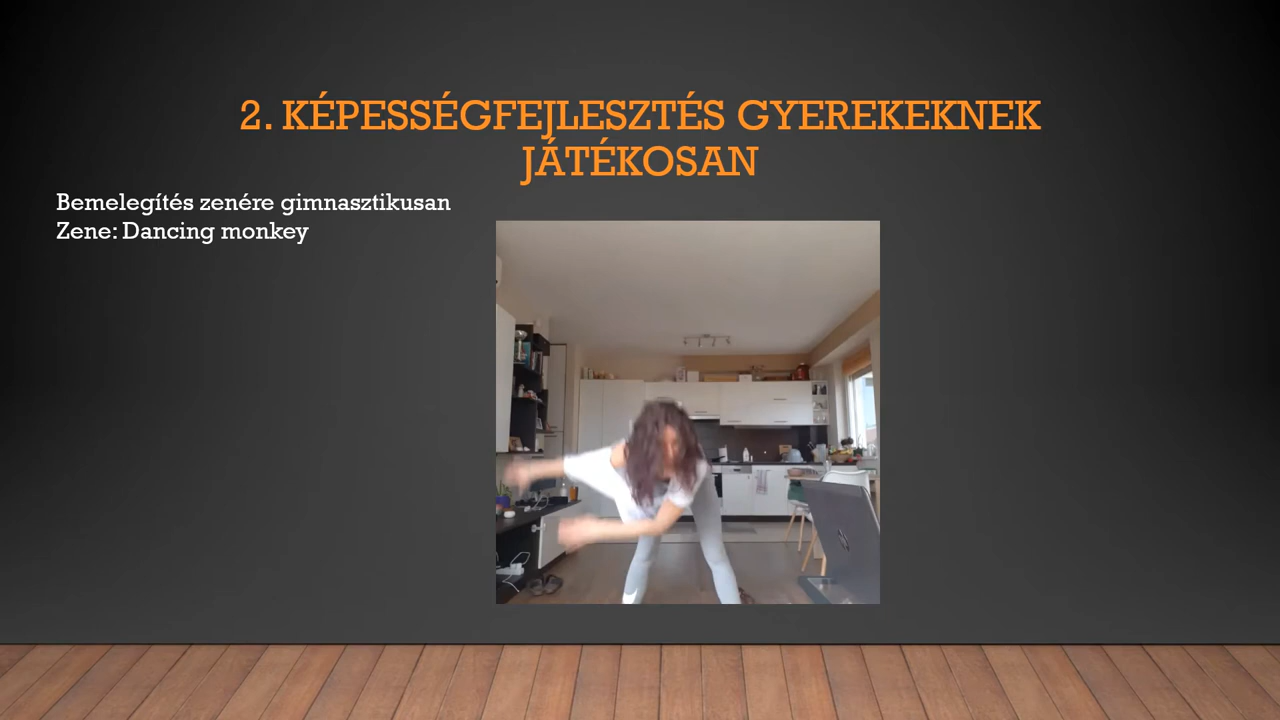 2. KÉPESSÉGFEJLESZTÉS GYEREKEKNEK
JÁTÉKOSAN
Bemelegítés zenére gimnasztikusan
Zene: Dancing monkey